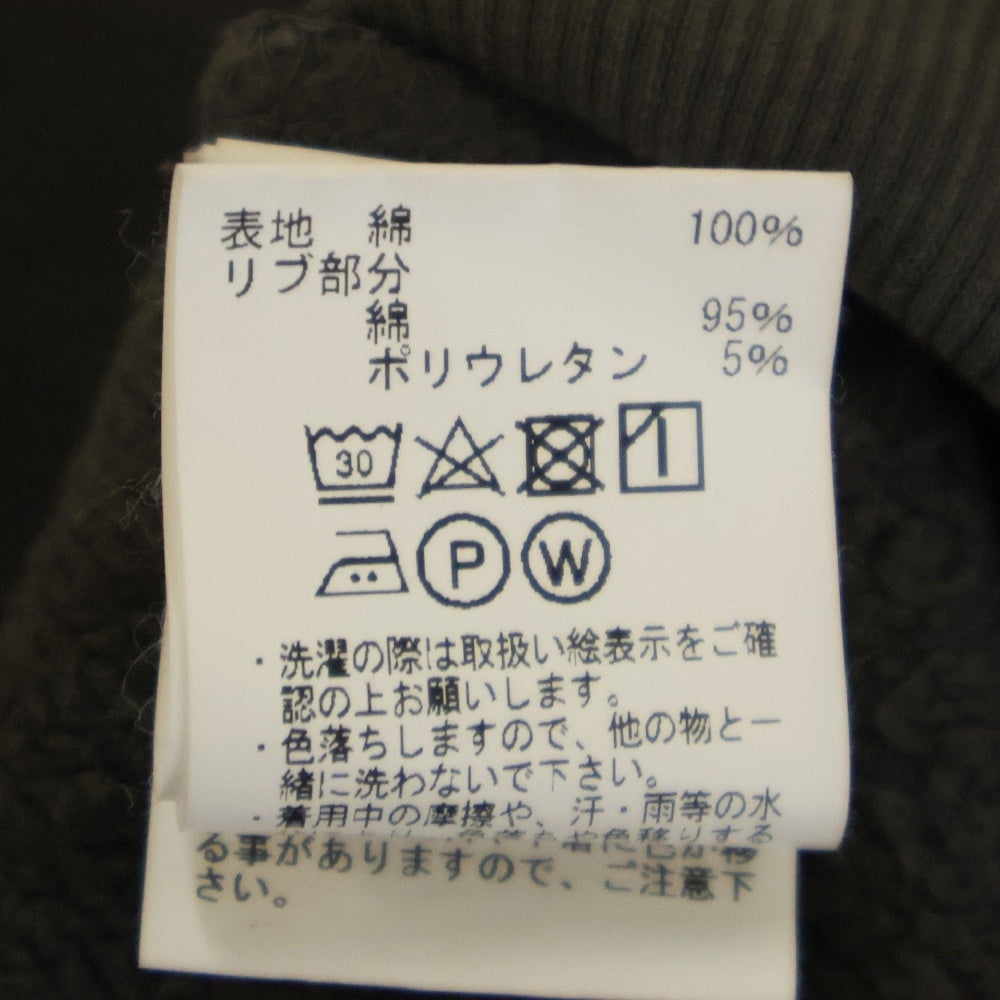 表地 綿 100%
リブ部分
綿 95%
ポリウレタン 5%
30
P W
・洗濯の際は取扱い絵表示をご確
認の上お願いします。
・色落ちしますので、他の物と一
緒に洗わないで下さい。
・着用中の摩擦や、汗・雨等の水
る事がありますので、ご注意下
さい。